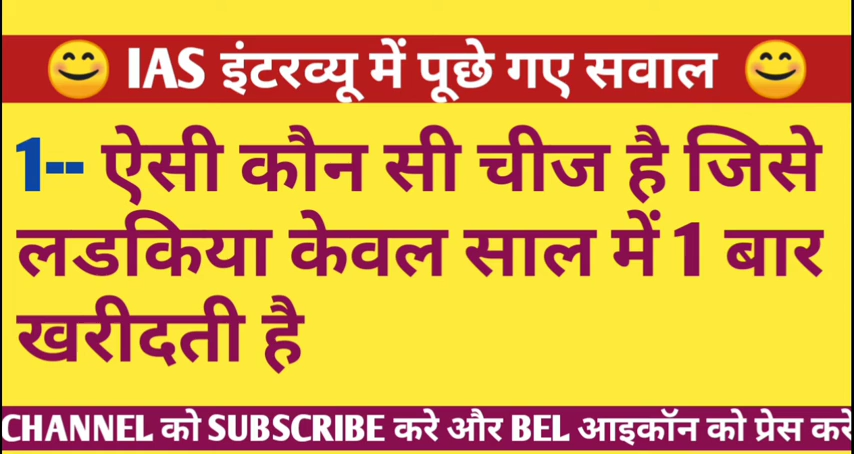 😊 IAS इंटरव्यू में पूछे गए सवाल 😊
1-- ऐसी कौन सी चीज है जिसे
लडकिया केवल साल में 1 बार
खरीदती है
CHANNEL को SUBSCRIBE करे और BEL आइकॉन को प्रेस करे